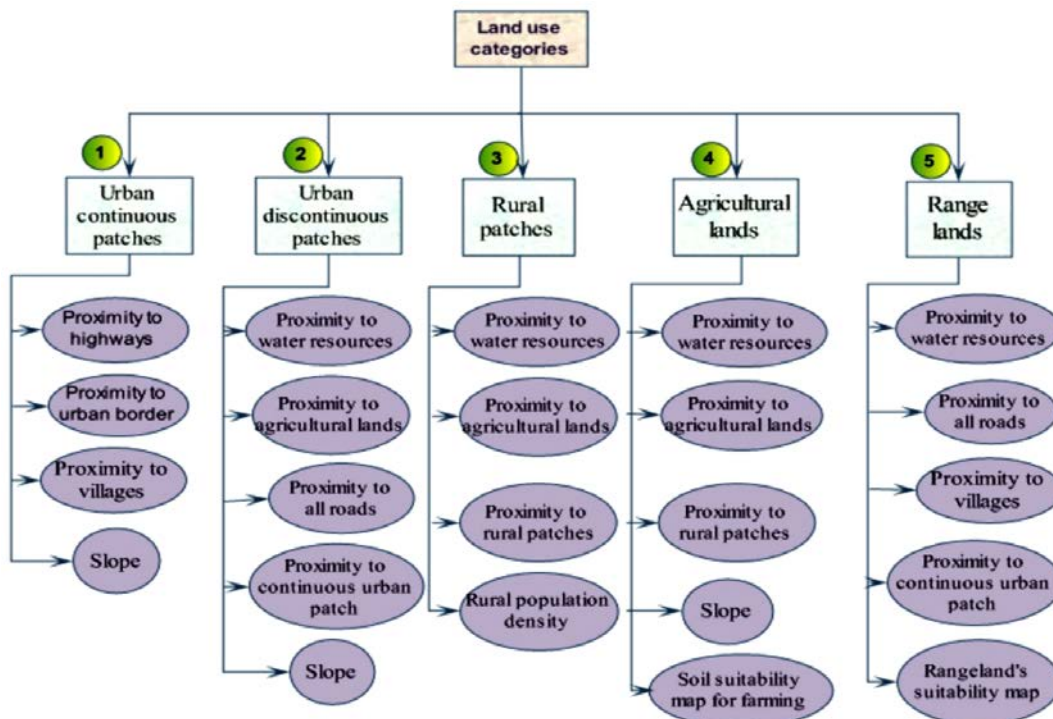 Land use
categories
1
Urban
continuous
patches
Proximity to
highways
Proximity to
urban border
Proximity to
villages
Slope
2
Urban
discontinuous
patches
Proximity to
water resources
Proximity to
agricultural lands
Proximity to
all roads
Proximity to
continuous urban
patch
Slope
3
Rural
patches
Proximity to
water resources
Proximity to
agricultural lands
Proximity to
rural patches
Rural population
density
4
Agricultural
lands
Proximity to
water resources
Proximity to
agricultural lands
Proximity to
rural patches
Slope
Soil suitability
map for farming
5
Range
lands
Proximity to
water resources
Proximity to
all roads
Proximity to
villages
Proximity to
continuous urban
patch
Rangeland's
suitability map